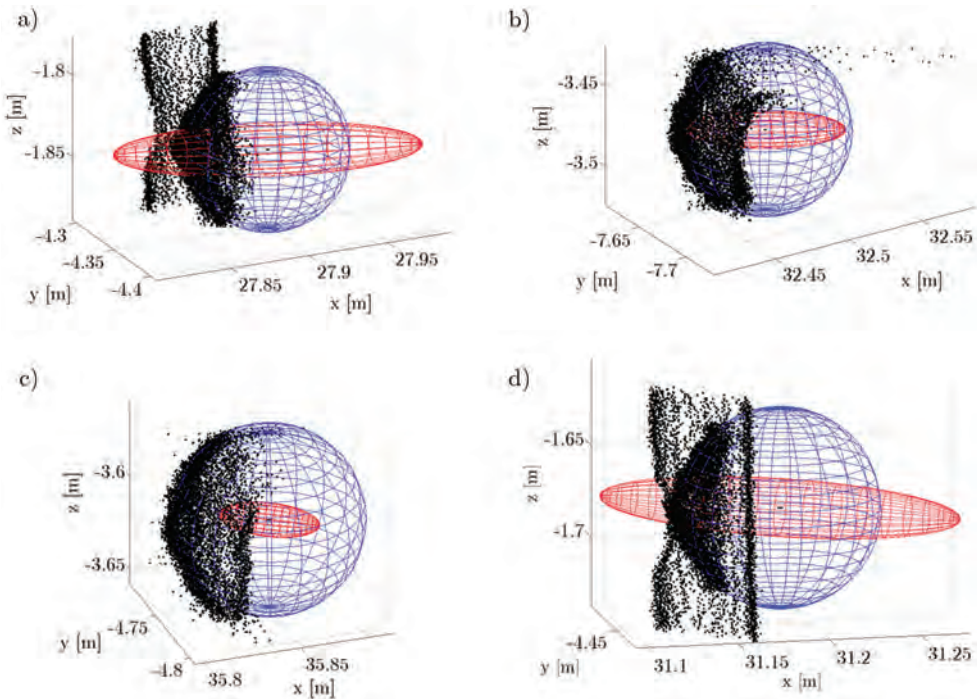 a)
z [m]
-1.8
-1.85
-4.3
-4.35
-4.4
y [m]
27.85
27.9
27.95
x [m]
b)
z [m]
-3.45
-3.5
-7.65
-7.7
y [m]
32.45
32.5
32.55
x [m]
c)
z [m]
-3.6
-3.65
-4.75
-4.8
y [m]
35.8
35.85
x [m]
d)
z [m]
-1.65
-1.7
-4.45
y [m]
31.1
31.15
31.2
31.25
x [m]